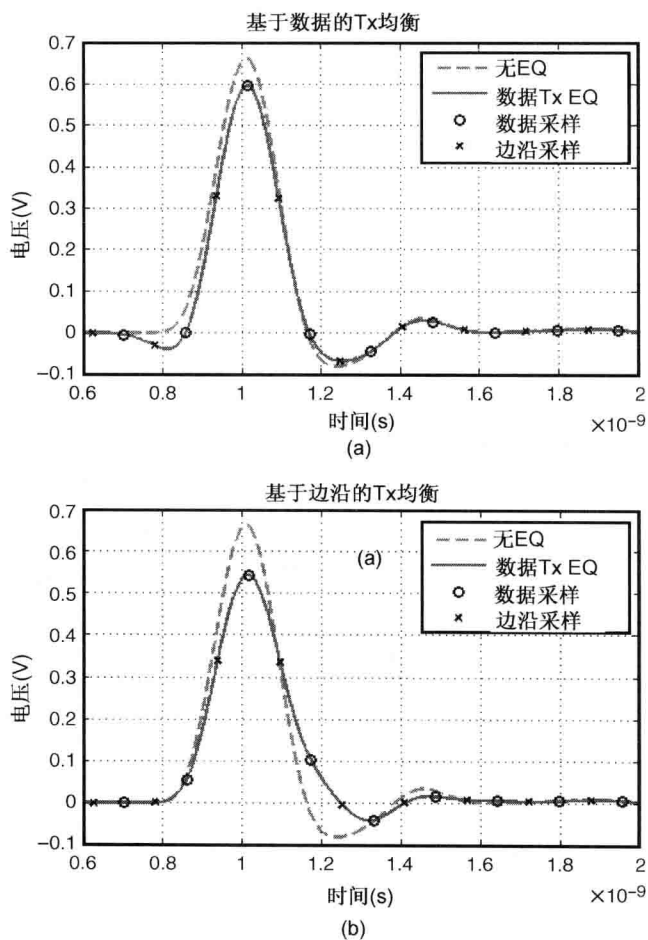 基于数据的Tx均衡
0.7
0.6
0.5
0.4
0.3
0.2
0.1
0
−0.1
电压(V)
无EQ
数据Tx EQ
数据采样
边沿采样
0.6
0.8
1
1.2
1.4
1.6
1.8
2
×10−9
时间(s)
(a)
基于边沿的Tx均衡
0.7
0.6
0.5
0.4
0.3
0.2
0.1
0
−0.1
电压(V)
(a)
无EQ
数据Tx EQ
数据采样
边沿采样
0.6
0.8
1
1.2
1.4
1.6
1.8
2
×10−9
时间(s)
(b)